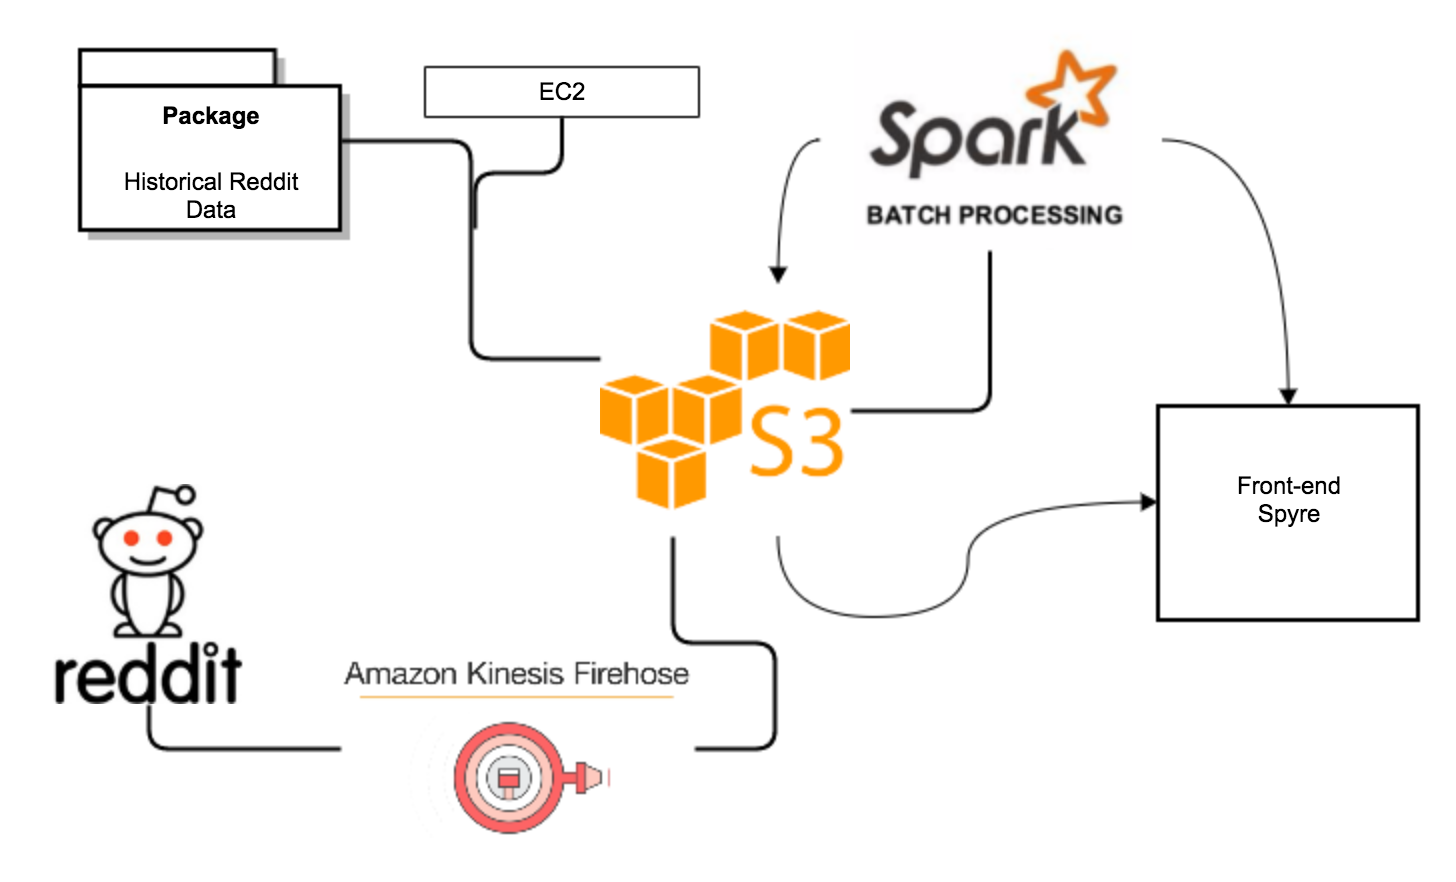 Package
Historical Reddit
Data
EC2
Spark
BATCH PROCESSING
S3
Front-end
Spyre
reddit
Amazon Kinesis Firehose